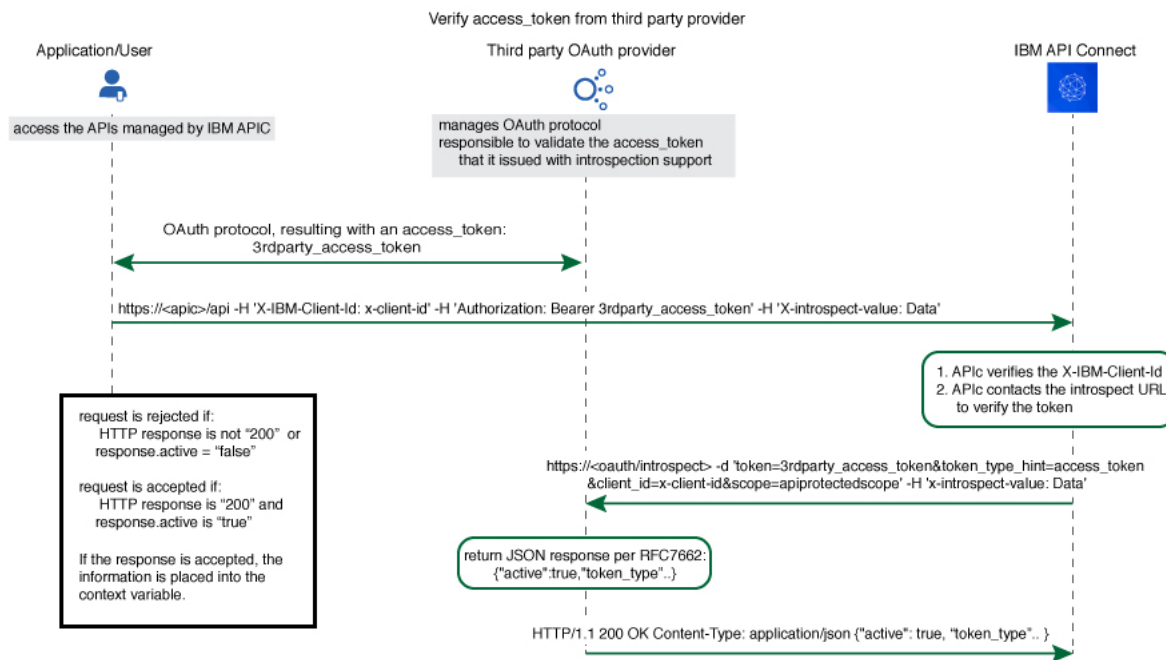 Verify access_token from third party provider
Application/User
Third party OAuth provider
IBM API Connect
access the APIs managed by IBM APIC
manages OAuth protocol
responsible to validate the access_token
that it issued with introspection support
OAuth protocol, resulting with an access_token:
3rdparty_access_token
https://<apic>/api -H 'X-IBM-Client-Id: x-client-id' -H 'Authorization: Bearer 3rdparty_access_token' -H 'X-introspect-value: Data'
1. APIc verifies the X-IBM-Client-Id
2. APIc contacts the introspect URL
to verify the token
request is rejected if:
HTTP response is not “200” or
response.active = “false”
request is accepted if:
HTTP response is “200” and
response.active is “true”
If the response is accepted, the
information is placed into the
context variable.
https://<oauth/introspect> -d 'token=3rdparty_access_token&token_type_hint=access_token
&client_id=x-client-id&scope=apiprotectedscope' -H 'x-introspect-value: Data'
return JSON response per RFC7662:
{"active":true,"token_type"..}
HTTP/1.1 200 OK Content-Type: application/json {"active": true, “token_type”.. }